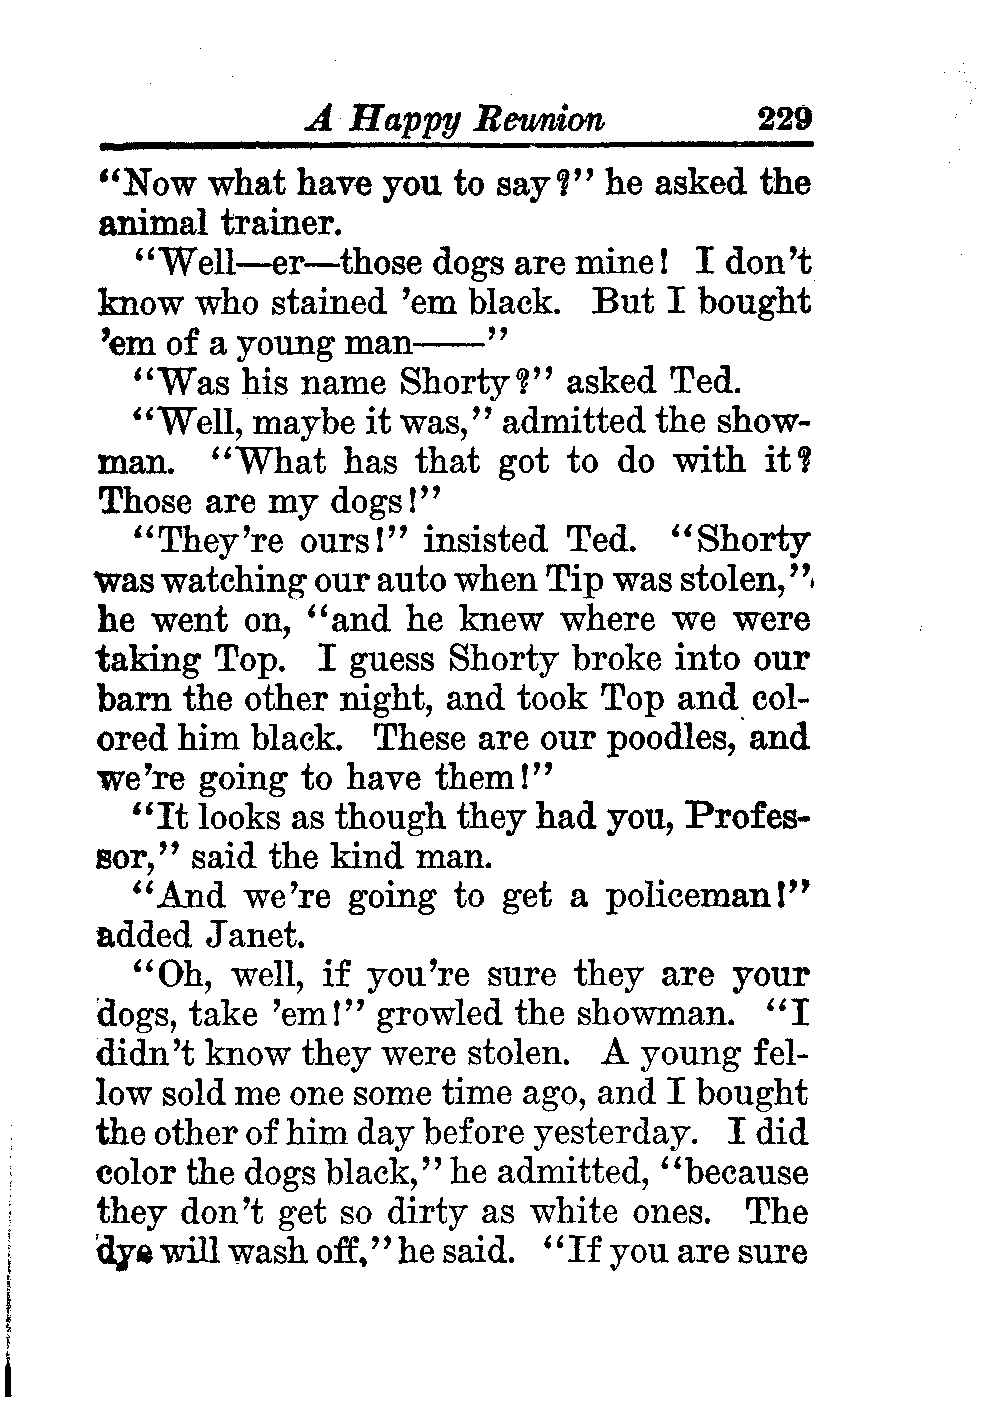 A Happy Reunion 229
“Now what have you to say?” he asked the
animal trainer.
“Well—er—those dogs are mine! I don’t
know who stained ’em black. But I bought
’em of a young man——”
“Was his name Shorty?” asked Ted.
“Well, maybe it was,” admitted the show-
man. “What has that got to do with it?
Those are my dogs!”
“They’re ours!” insisted Ted. “Shorty
was watching our auto when Tip was stolen,”
he went on, “and he knew where we were
taking Top. I guess Shorty broke into our
barn the other night, and took Top and col-
ored him black. These are our poodles, and
we’re going to have them!”
“It looks as though they had you, Profes-
sor,” said the kind man.
“And we’re going to get a policeman!”
added Janet.
“Oh, well, if you’re sure they are your
dogs, take ’em!” growled the showman. “I
didn’t know they were stolen. A young fel-
low sold me one some time ago, and I bought
the other of him day before yesterday. I did
color the dogs black,” he admitted, “because
they don’t get so dirty as white ones. The
dye will wash off,” he said. “If you are sure